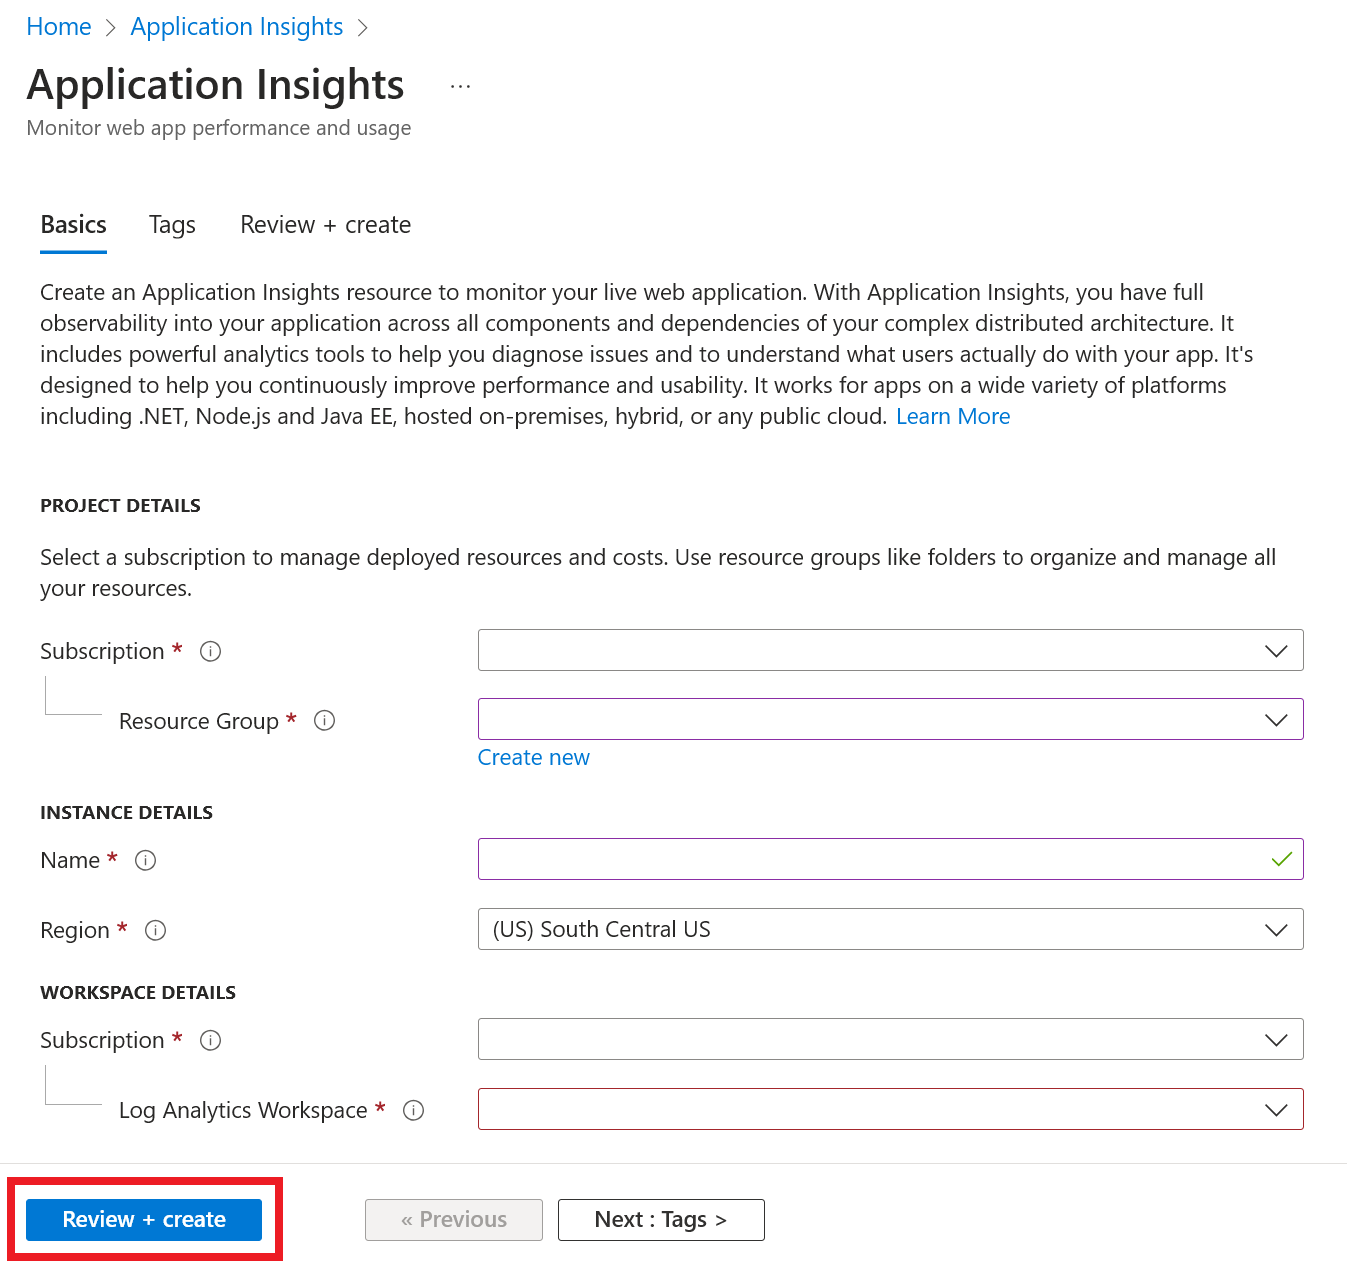 Home > Application Insights >
Application Insights ...
Monitor web app performance and usage
Basics Tags Review + create
Create an Application Insights resource to monitor your live web application. With Application Insights, you have full
observability into your application across all components and dependencies of your complex distributed architecture. It
includes powerful analytics tools to help you diagnose issues and to understand what users actually do with your app. It's
designed to help you continuously improve performance and usability. It works for apps on a wide variety of platforms
including .NET, Node.js and Java EE, hosted on-premises, hybrid, or any public cloud. Learn More
PROJECT DETAILS
Select a subscription to manage deployed resources and costs. Use resource groups like folders to organize and manage all
your resources.
Subscription *
Resource Group *
Create new
INSTANCE DETAILS
Name *
Region * (US) South Central US
WORKSPACE DETAILS
Subscription *
Log Analytics Workspace *
Review + create « Previous Next : Tags >